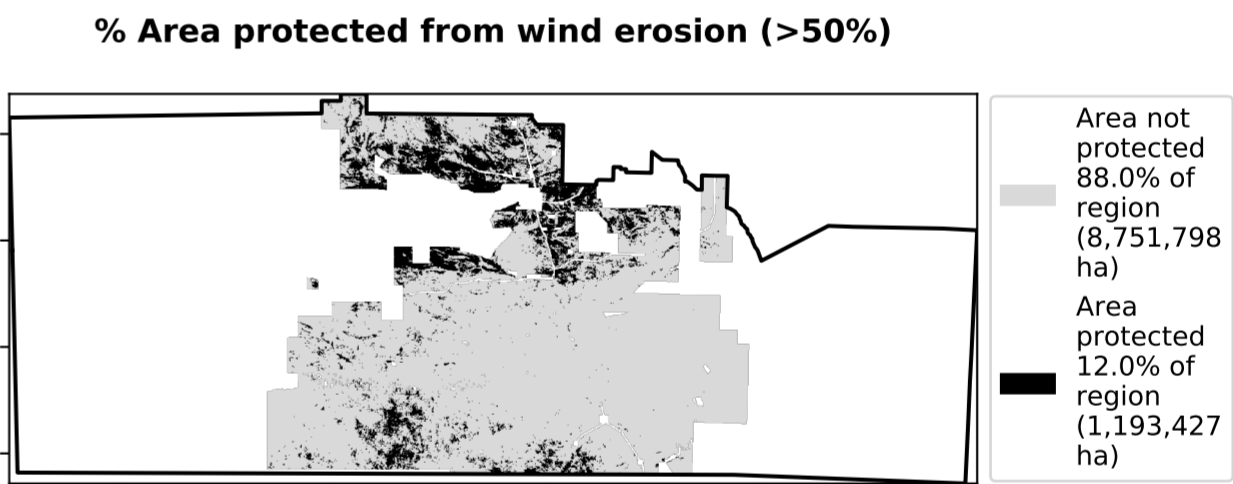 % Area protected from wind erosion (>50%)
Area not
protected
88.0% of
region
(8,751,798
ha)
Area
protected
12.0% of
region
(1,193,427
ha)